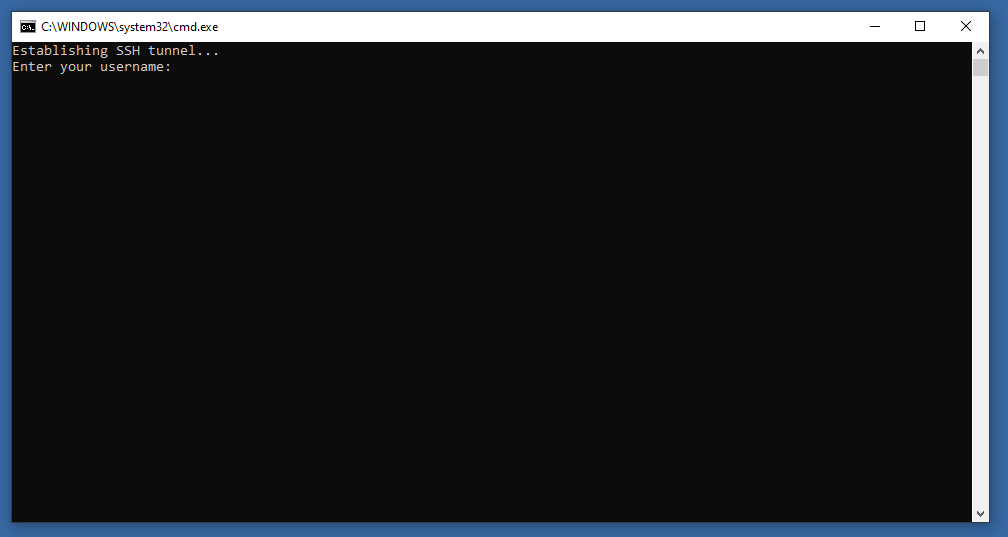 C:\WINDOWS\system32\cmd.exe
Establishing SSH tunnel...
Enter your username: